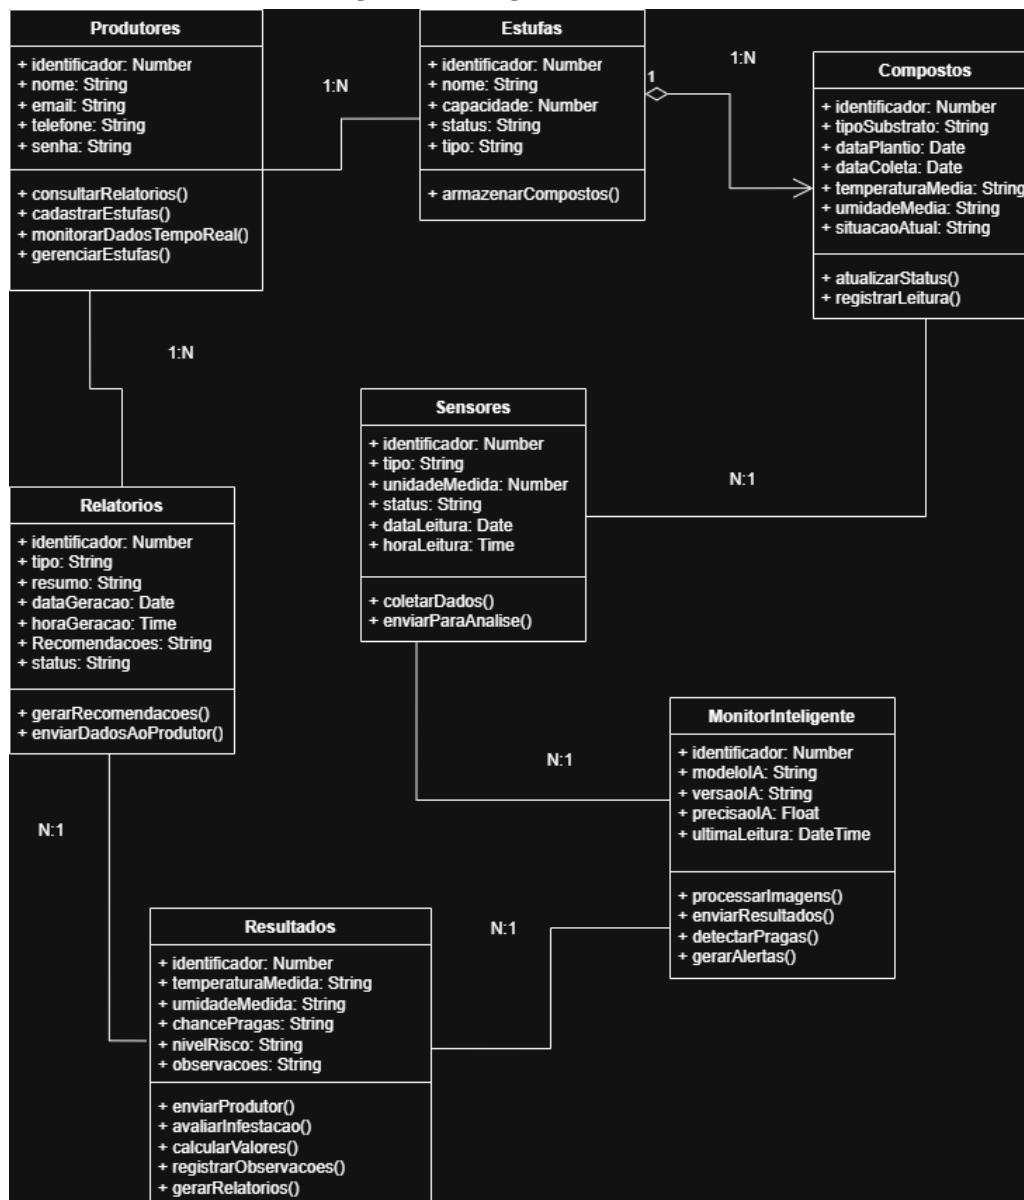 Produtores
+ identificador: Number
+ nome: String
+ email: String
+ telefone: String
+ senha: String
+ consultarRelatorios()
+ cadastrarEstufas()
+ monitorarDadosTempoReal()
+ gerenciarEstufas()
1:N
Estufas
+ identificador: Number
+ nome: String
+ capacidade: Number
+ status: String
+ tipo: String
+ armazenarCompostos()
1
1:N
Compostos
+ identificador: Number
+ tipoSubstrato: String
+ dataPlantio: Date
+ dataColeta: Date
+ temperaturaMedia: String
+ umidadeMedia: String
+ situacaoAtual: String
+ atualizarStatus()
+ registrarLeitura()
1:N
Sensores
+ identificador: Number
+ tipo: String
+ unidadeMedida: Number
+ status: String
+ dataLeitura: Date
+ horaLeitura: Time
+ coletarDados()
+ enviarParaAnalise()
N:1
Relatorios
+ identificador: Number
+ tipo: String
+ resumo: String
+ dataGeracao: Date
+ horaGeracao: Time
+ Recomendacoes: String
+ status: String
+ gerarRecomendacoes()
+ enviarDadosAoProdutor()
N:1
MonitorInteligente
+ identificador: Number
+ modeloIA: String
+ versaoIA: String
+ precisaoIA: Float
+ ultimaLeitura: DateTime
+ processarImagens()
+ enviarResultados()
+ detectarPragas()
+ gerarAlertas()
N:1
Resultados
+ identificador: Number
+ temperaturaMedida: String
+ umidadeMedida: String
+ chancePragas: String
+ nivelRisco: String
+ observacoes: String
+ enviarProdutor()
+ avaliarInfestacao()
+ calcularValores()
+ registrarObservacoes()
+ gerarRelatorios()
N:1